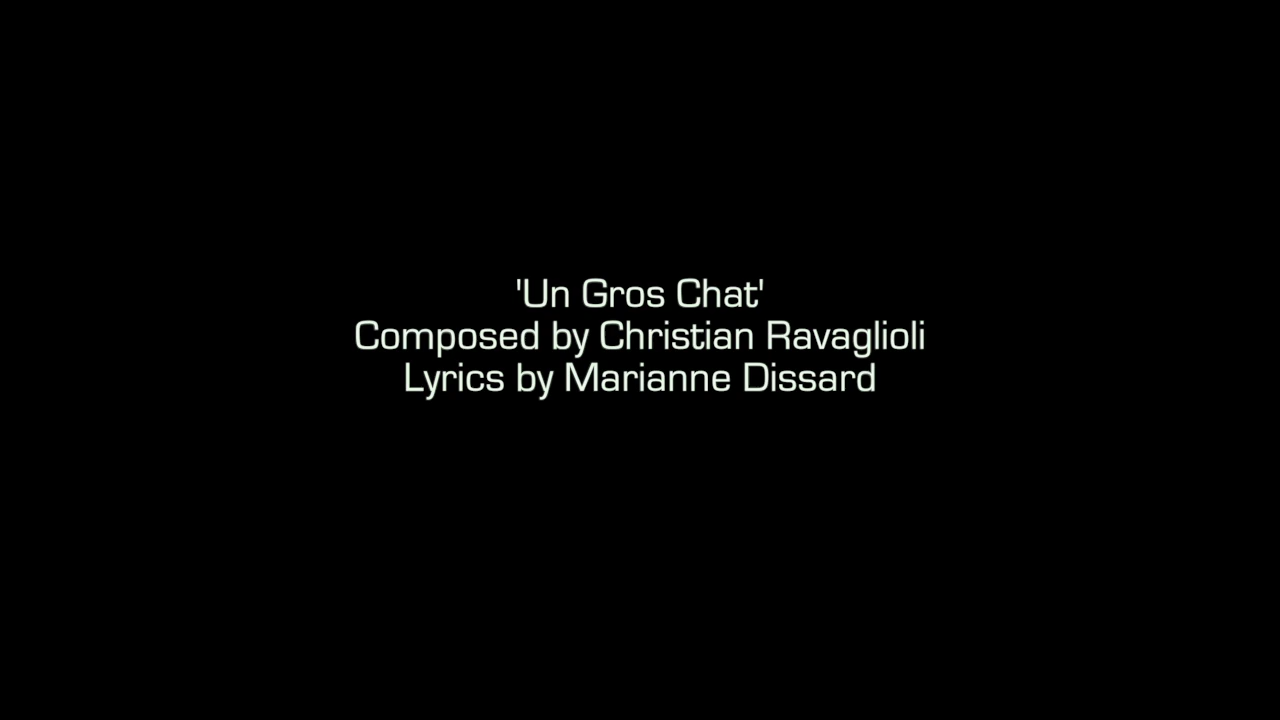 'Un Gros Chat'
Composed by Christian Ravaglioli
Lyrics by Marianne Dissard